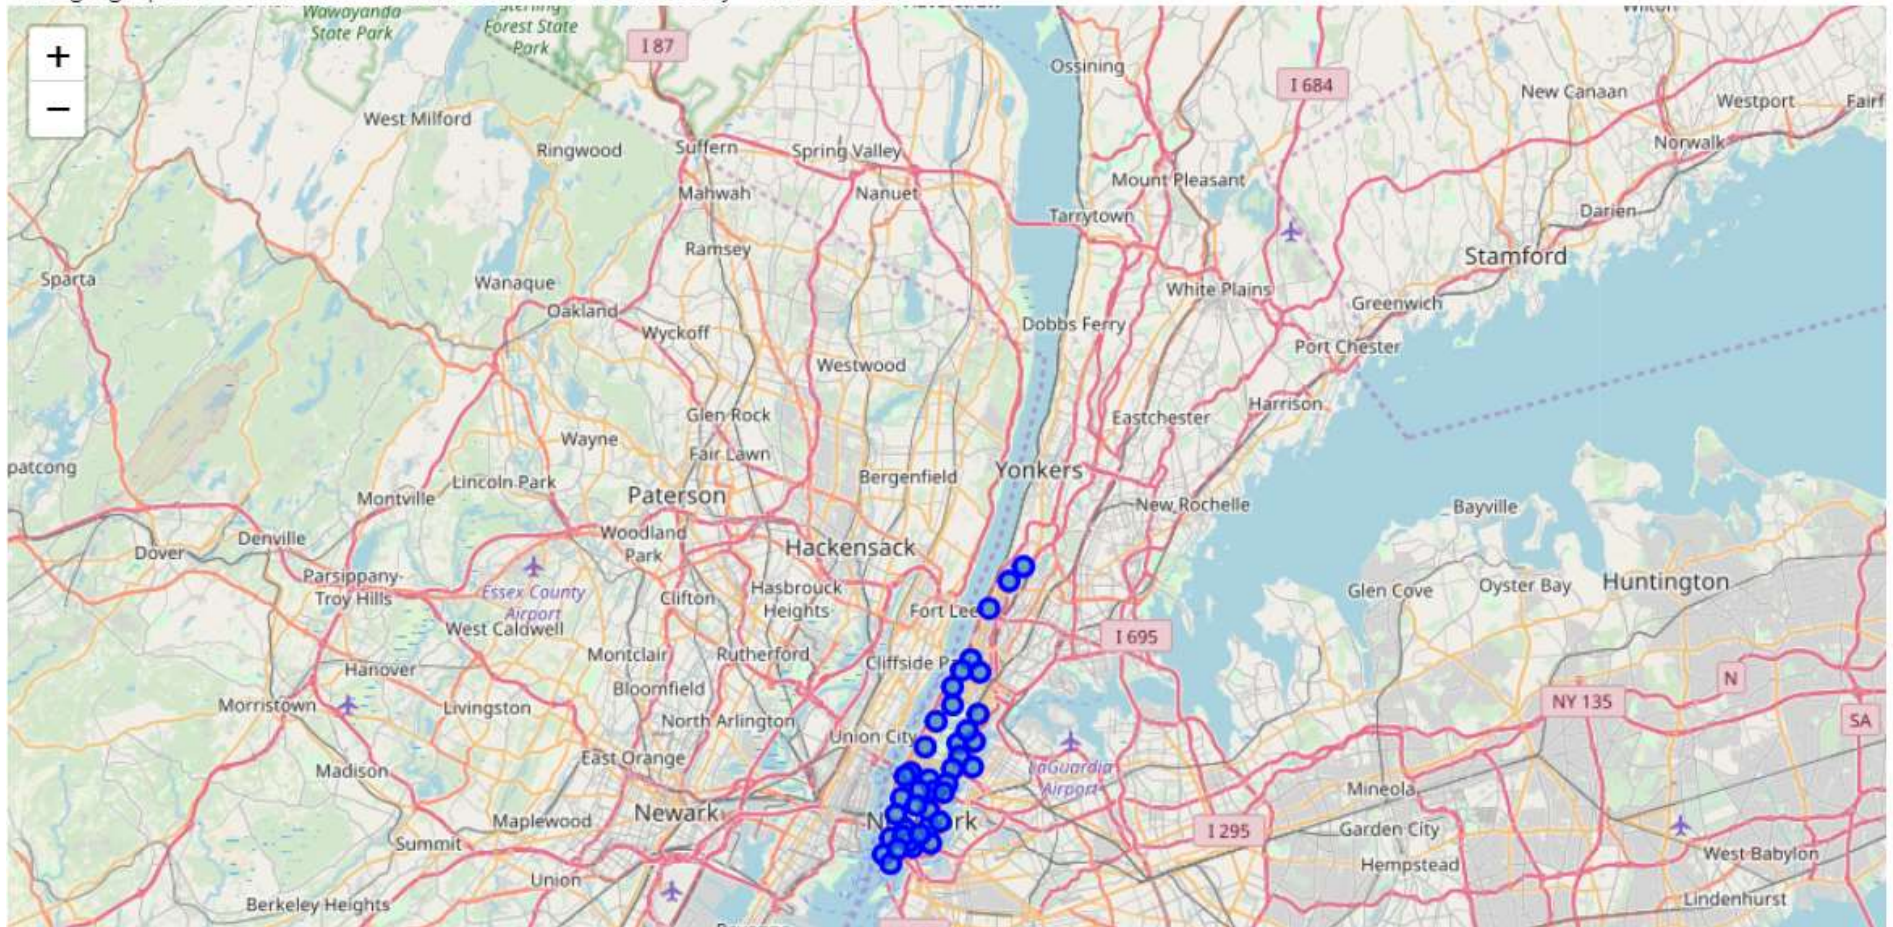 Wawayanda
State Park
Sterling
Forest State
Park
I 87
Ossining
I 684
Wilton
New Canaan
Westport
Fairf
Norwalk
+
−
West Milford
Ringwood
Suffern
Spring Valley
Mahwah
Nanuet
Mount Pleasant
Tarrytown
Darien
Ramsey
Sparta
Wanaque
Stamford
Oakland
White Plains
Greenwich
Wyckoff
Dobbs Ferry
Port Chester
Westwood
Glen Rock
Eastchester
Harrison
Wayne
Fair Lawn
patcong
Lincoln Park
Bergenfield
Yonkers
Montville
Paterson
New Rochelle
Bayville
Dover
Denville
Woodland
Park
Hackensack
Parsippany-
Troy Hills
Essex County
Airport
Clifton
Hasbrouck
Heights
Fort Lee
Glen Cove
Oyster Bay
Huntington
West Caldwell
I 695
Hanover
Montclair
Rutherford
Cliffside P
Bloomfield
N
Morristown
Livingston
North Arlington
NY 135
SA
Union City
East Orange
Madison
LaGuardia
Airport
Mineola
Newark
Maplewood
N rk
I 295
Garden City
Summit
West Babylon
Hempstead
Union
Berkeley Heights
Lindenhurst